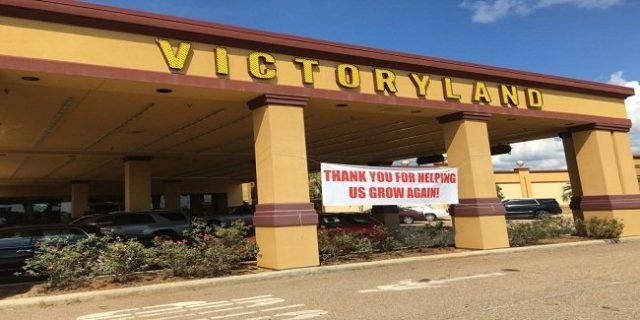 VICTORYLAND
THANK YOU FOR HELPING
US GROW AGAIN!